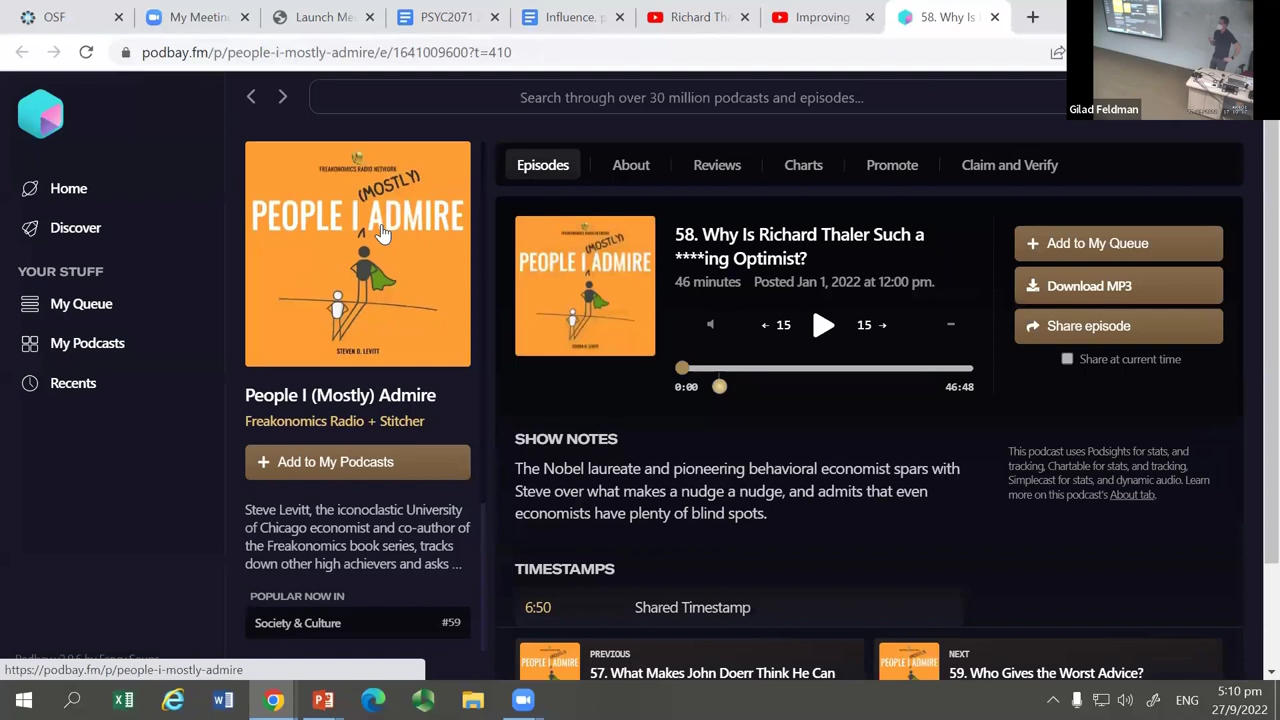 OSF
My Meetin
Launch Me
PSYC2071
Influence. p
Richard Tha
Improving
58. Why Is
podbay.fm/p/people-i-mostly-admire/e/1641009600?t=410
Gilad Feldman
Search through over 30 million podcasts and episodes...
Home
Discover
YOUR STUFF
My Queue
My Podcasts
Recents
FREAKONOMICS RADIO NETWORK
(MOSTLY)
PEOPLE I ADMIRE
STEVEN D. LEVITT
People I (Mostly) Admire
Freakonomics Radio + Stitcher
+ Add to My Podcasts
Steve Levitt, the iconoclastic University
of Chicago economist and co-author of
the Freakonomics book series, tracks
down other high achievers and asks ...
POPULAR NOW IN
Society & Culture #59
Episodes
About
Reviews
Charts
Promote
Claim and Verify
(MOSTLY)
PEOPLE I ADMIRE
58. Why Is Richard Thaler Such a
****ing Optimist?
46 minutes Posted Jan 1, 2022 at 12:00 pm.
15
15
0:00
46:48
+ Add to My Queue
Download MP3
Share episode
Share at current time
SHOW NOTES
The Nobel laureate and pioneering behavioral economist spars with
Steve over what makes a nudge a nudge, and admits that even
economists have plenty of blind spots.
This podcast uses Podsights for stats, and
tracking, Chartable for stats, and tracking,
Simplecast for stats, and dynamic audio. Learn
more on this podcast's About tab.
TIMESTAMPS
6:50 Shared Timestamp
PEOPLE I ADMIRE
PREVIOUS
57. What Makes John Doerr Think He Can
PEOPLE I ADMIRE
NEXT
59. Who Gives the Worst Advice?
https://podbay.fm/p/people-i-mostly-admire
ENG
5:10 pm
27/9/2022